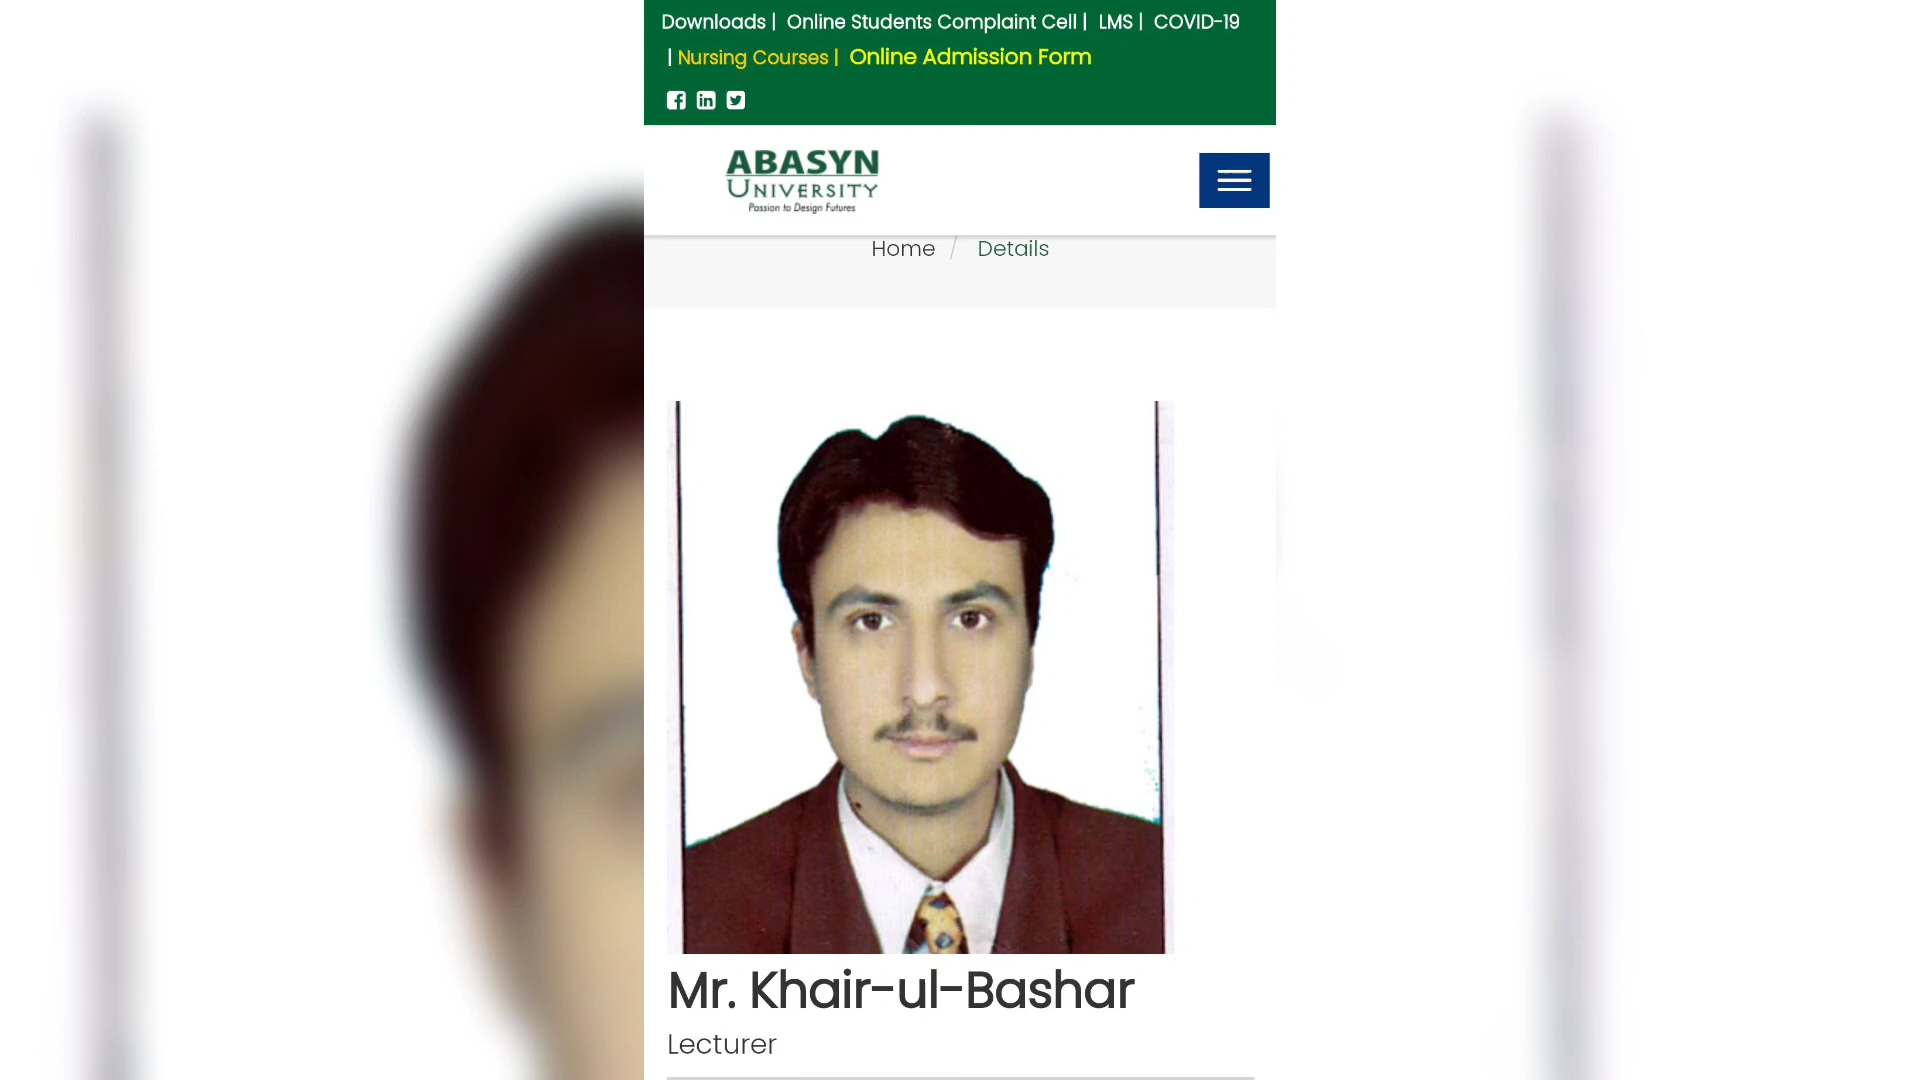 Downloads | Online Students Complaint Cell | LMS | COVID-19
| Nursing Courses | Online Admission Form
ABASYN
UNIVERSITY
Passion to Design Futures
Home / Details
Mr. Khair-ul-Bashar
Lecturer